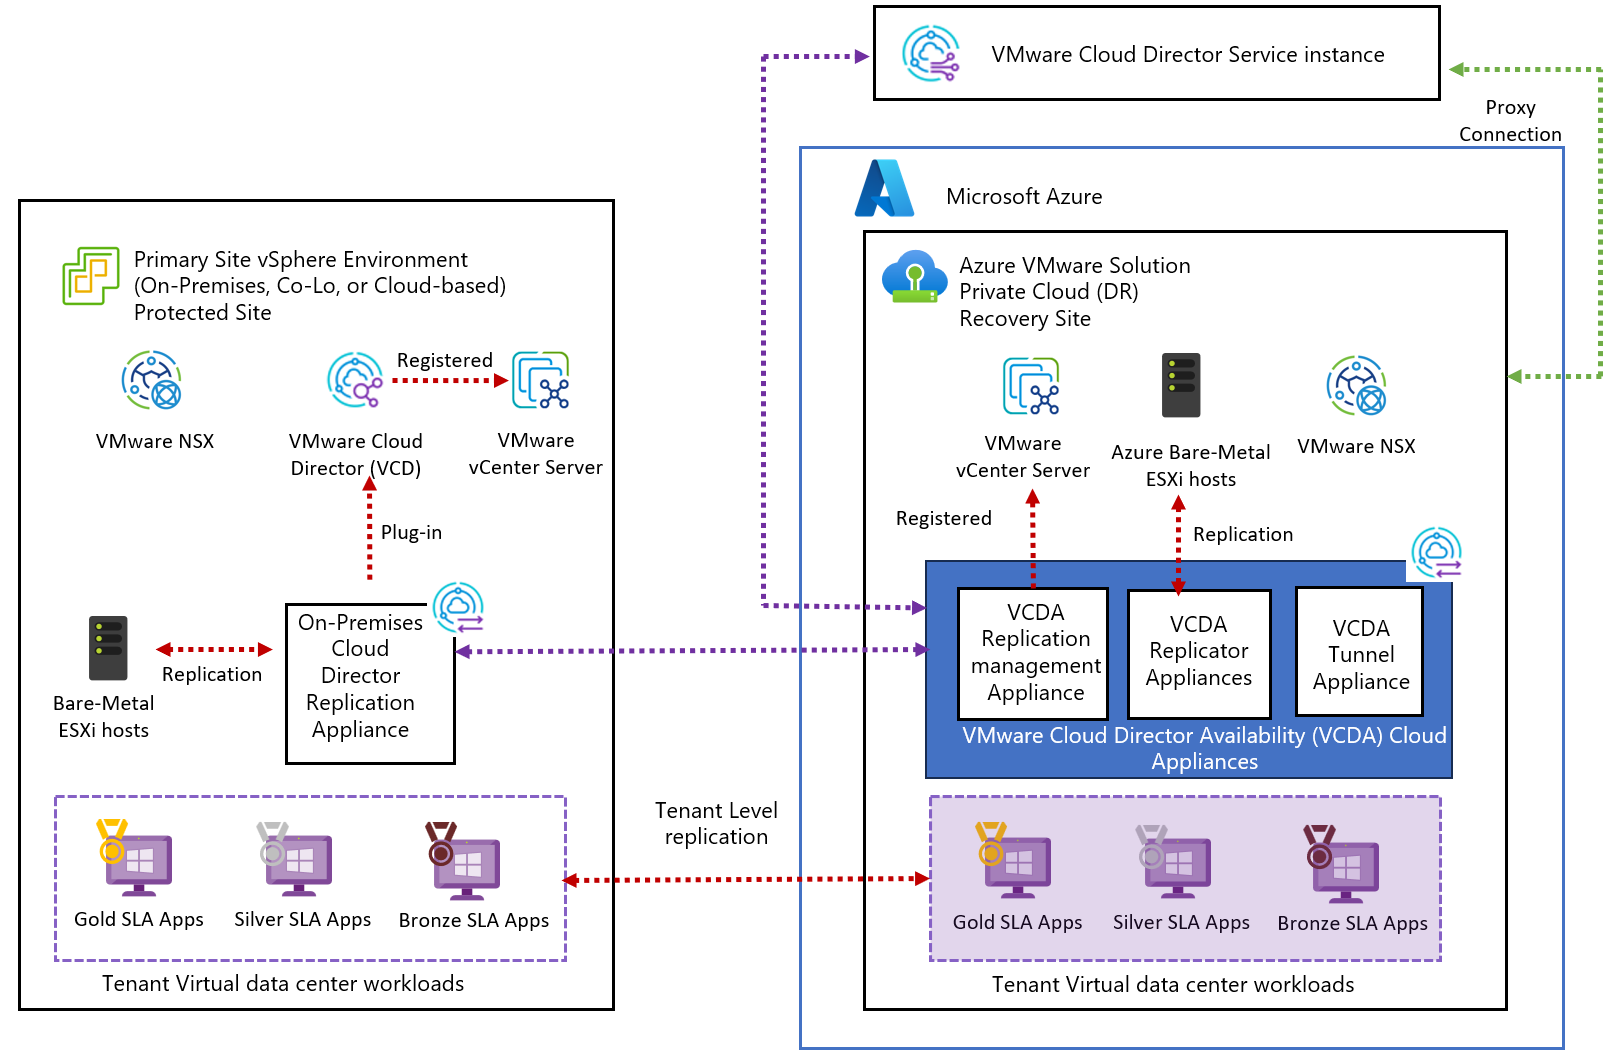 VMware Cloud Director Service instance
Proxy
Connection
Microsoft Azure
Primary Site vSphere Environment
(On-Premises, Co-Lo, or Cloud-based)
Protected Site
Registered
VMware NSX
VMware Cloud
Director (VCD)
VMware
vCenter Server
Plug-in
On-Premises
Cloud
Director
Replication
Appliance
Replication
Bare-Metal
ESXi hosts
Gold SLA Apps
Silver SLA Apps
Bronze SLA Apps
Tenant Virtual data center workloads
Tenant Level
replication
Azure VMware Solution
Private Cloud (DR)
Recovery Site
VMware
vCenter Server
Azure Bare-Metal
ESXi hosts
VMware NSX
Registered
Replication
VCDA
Replication
management
Appliance
VCDA
Replicator
Appliances
VCDA
Tunnel
Appliance
VMware Cloud Director Availability (VCDA) Cloud
Appliances
Gold SLA Apps
Silver SLA Apps
Bronze SLA Apps
Tenant Virtual data center workloads